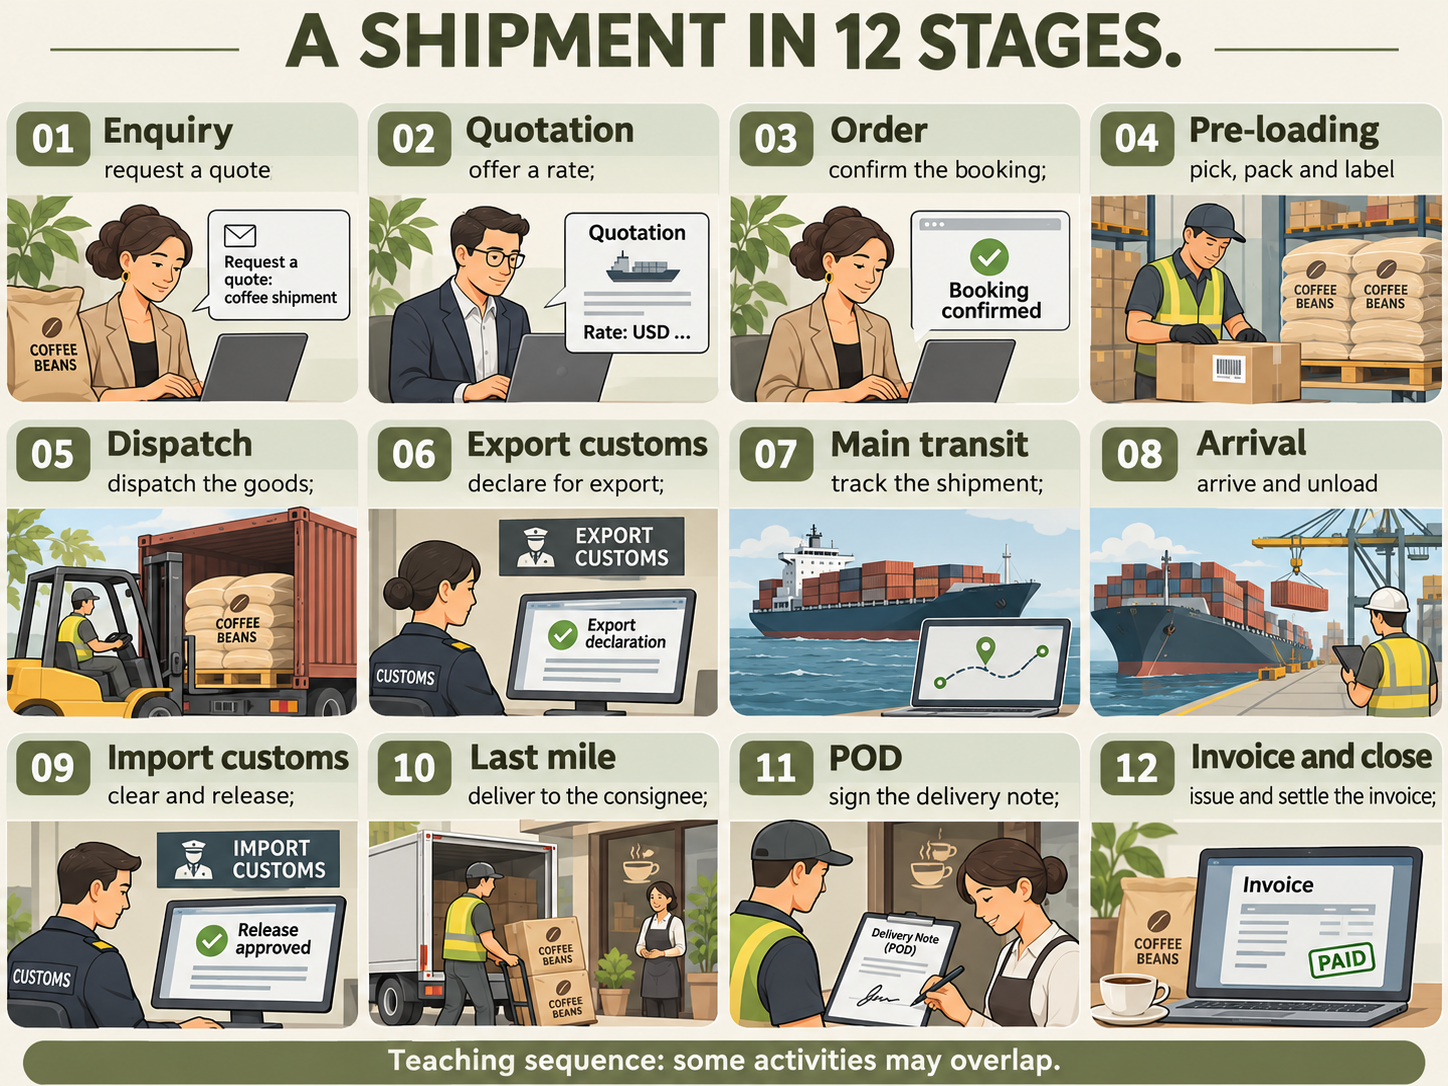 A SHIPMENT IN 12 STAGES.
01 Enquiry
request a quote
Request a
quote:
coffee shipment
COFFEE
BEANS
02 Quotation
offer a rate;
Quotation
Rate: USD ...
03 Order
confirm the booking;
Booking
confirmed
04 Pre-loading
pick, pack and label
COFFEE
BEANS
COFFEE
BEANS
05 Dispatch
dispatch the goods;
COFFEE
BEANS
06 Export customs
declare for export;
EXPORT
CUSTOMS
Export
declaration
CUSTOMS
07 Main transit
track the shipment;
08 Arrival
arrive and unload
09 Import customs
clear and release;
IMPORT
CUSTOMS
Release
approved
CUSTOMS
10 Last mile
deliver to the consignee;
COFFEE
BEANS
COFFEE
BEANS
11 POD
sign the delivery note;
Delivery Note
(POD)
12 Invoice and close
issue and settle the invoice;
Invoice
PAID
COFFEE
BEANS
Teaching sequence: some activities may overlap.